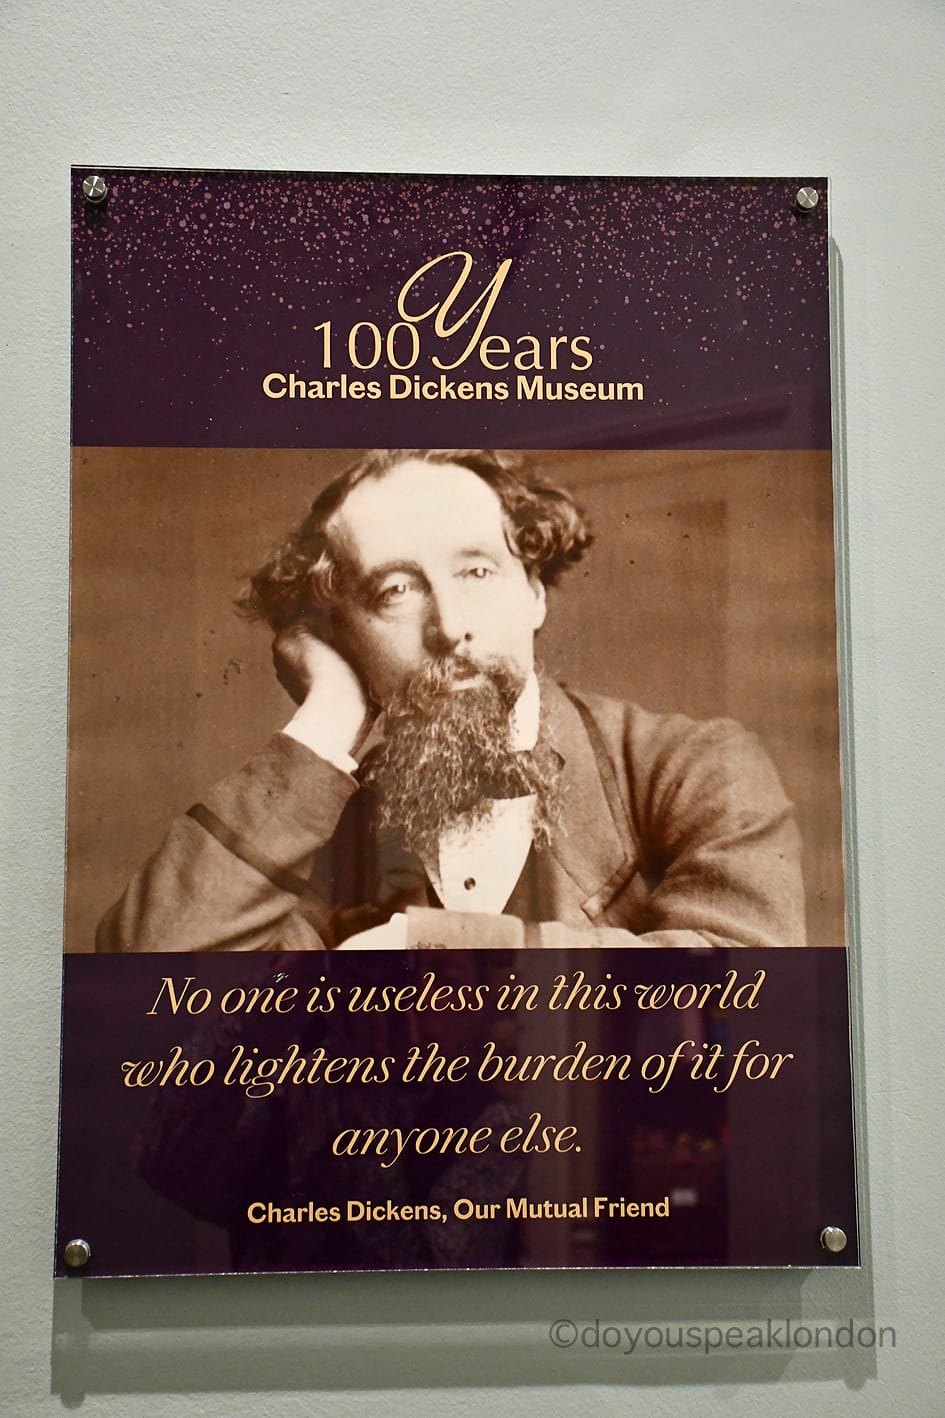 100 Years
Charles Dickens Museum
No one is useless in this world
who lightens the burden of it for
anyone else.
Charles Dickens, Our Mutual Friend
©doyouspeaklondon